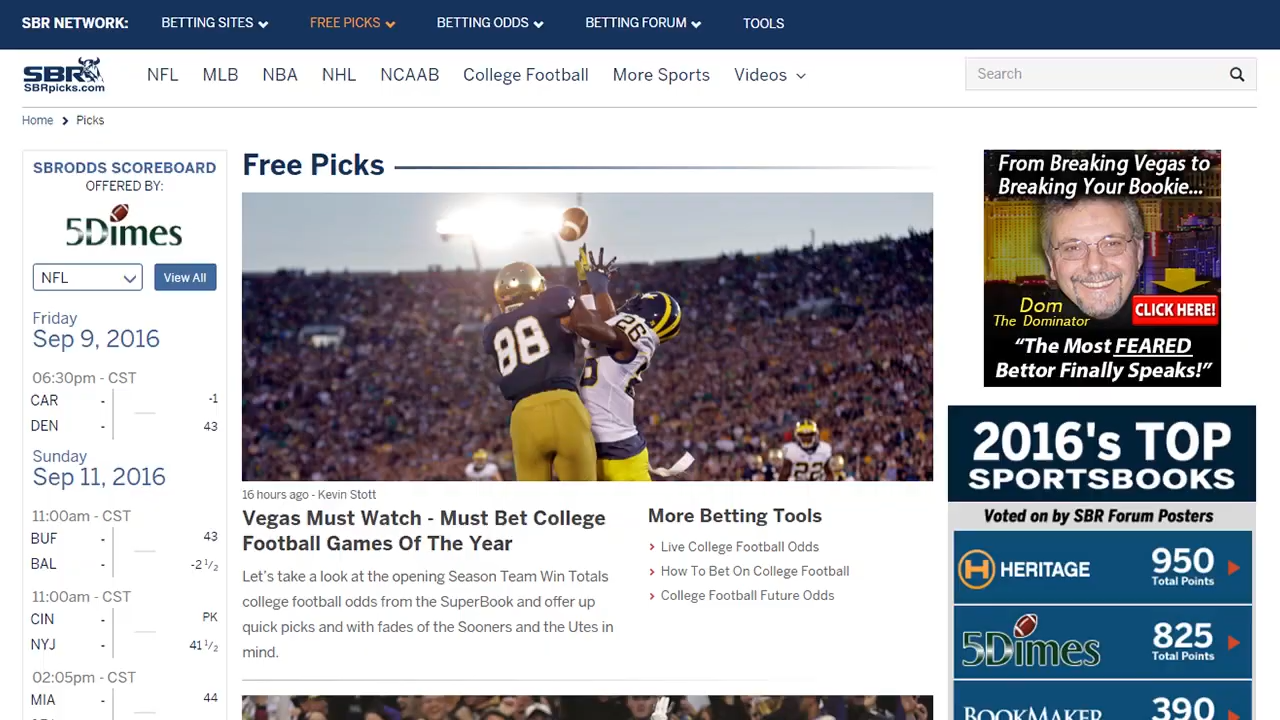 SBR NETWORK:
BETTING SITES
FREE PICKS
BETTING ODDS
BETTING FORUM
TOOLS
SBR
SBRpicks.com
NFL
MLB
NBA
NHL
NCAAB
College Football
More Sports
Videos
Search
Home
Picks
SBRODDS SCOREBOARD
OFFERED BY:
5Dimes
NFL
View All
Friday
Sep 9, 2016
06:30pm - CST
CAR - -1
DEN - 43
Sunday
Sep 11, 2016
11:00am - CST
BUF - 43
BAL - -2 1/2
11:00am - CST
CIN - PK
NYJ - 41 1/2
02:05pm - CST
MIA - 44
Free Picks
88
26
22
16 hours ago - Kevin Stott
Vegas Must Watch - Must Bet College
Football Games Of The Year
Let's take a look at the opening Season Team Win Totals
college football odds from the SuperBook and offer up
quick picks and with fades of the Sooners and the Utes in
mind.
More Betting Tools
Live College Football Odds
How To Bet On College Football
College Football Future Odds
From Breaking Vegas to
Breaking Your Bookie...
Dom
The Dominator
CLICK HERE!
"The Most FEARED
Bettor Finally Speaks!"
2016's TOP
SPORTSBOOKS
Voted on by SBR Forum Posters
HERITAGE
950
Total Points
5Dimes
825
Total Points
BOOKMAKER
390